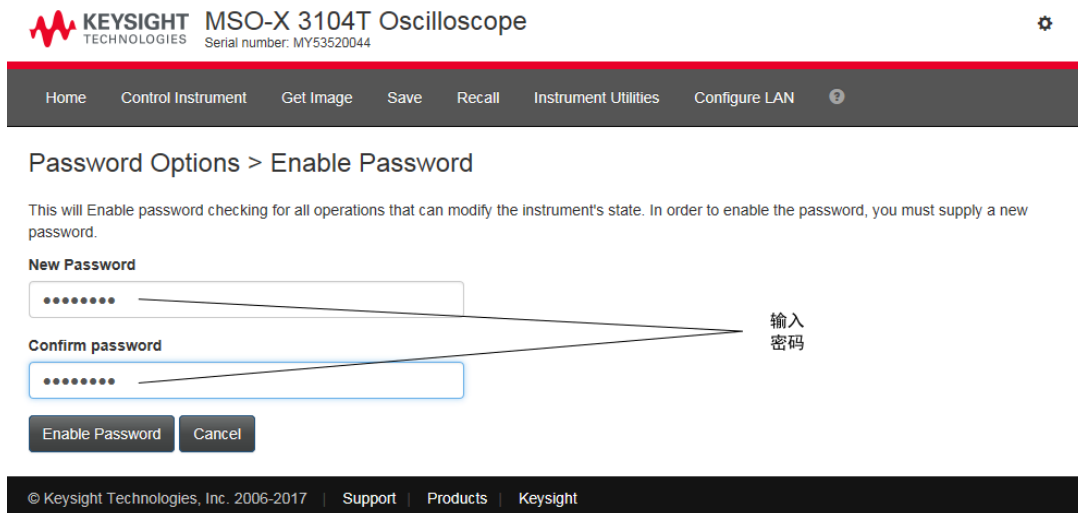 KEYSIGHT
TECHNOLOGIES
MSO-X 3104T Oscilloscope
Serial number: MY53520044
Home Control Instrument Get Image Save Recall Instrument Utilities Configure LAN ?
Password Options > Enable Password
This will Enable password checking for all operations that can modify the instrument's state. In order to enable the password, you must supply a new
password.
New Password
••••••••
输入
密码
Confirm password
••••••••
Enable Password Cancel
© Keysight Technologies, Inc. 2006-2017 | Support | Products | Keysight